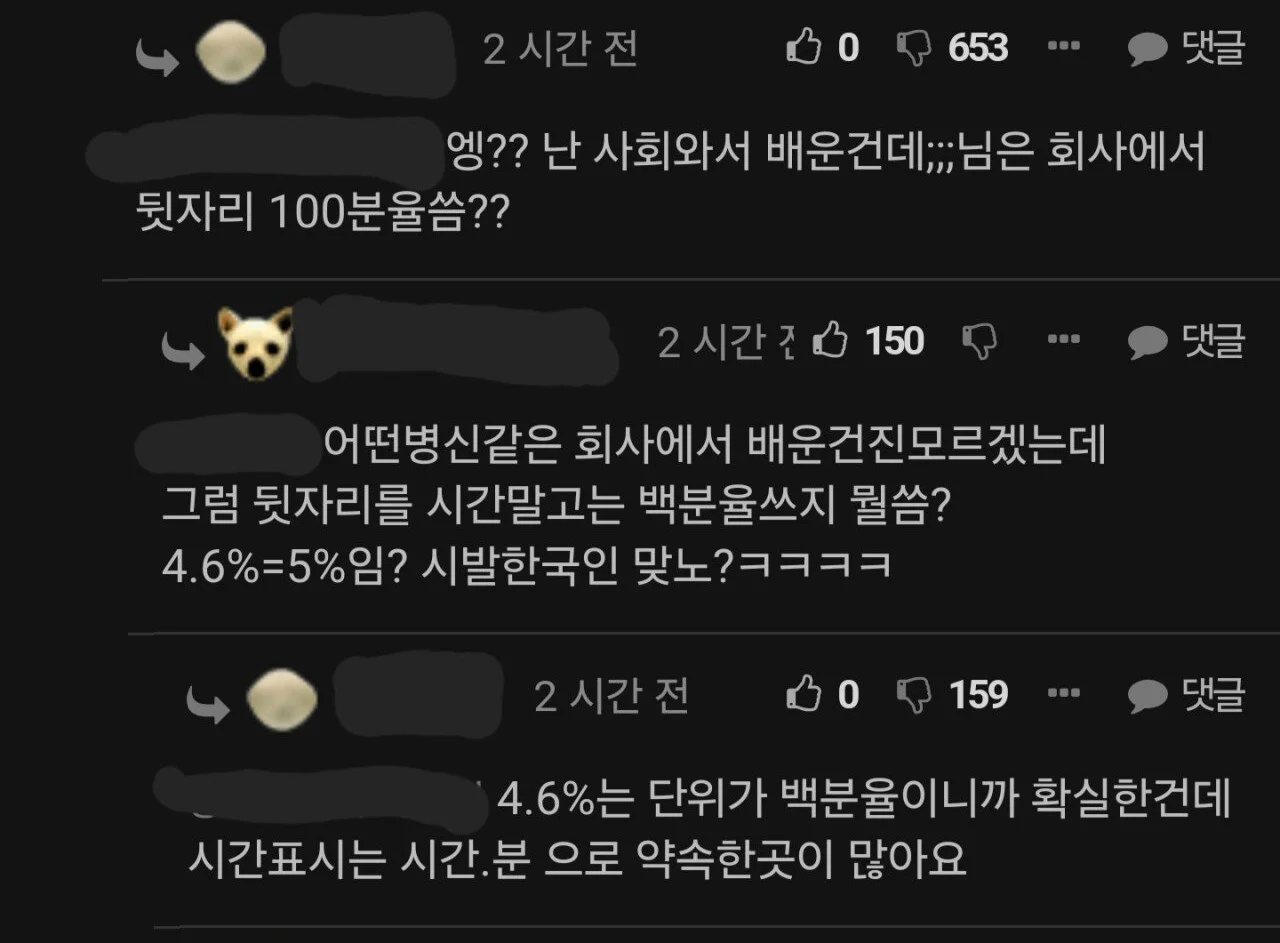 2 시간 전 0 653 ··· 댓글
엥?? 난 사회와서 배운건데;;;님은 회사에서
뒷자리 100분율씀??
2 시간 전 150 ··· 댓글
어떤병신같은 회사에서 배운건진모르겠는데
그럼 뒷자리를 시간말고는 백분율쓰지 뭘씀?
4.6%=5%임? 시발한국인 맞노?ㅋㅋㅋㅋ
2 시간 전 0 159 ··· 댓글
4.6%는 단위가 백분율이니까 확실한건데
시간표시는 시간.분 으로 약속한곳이 많아요